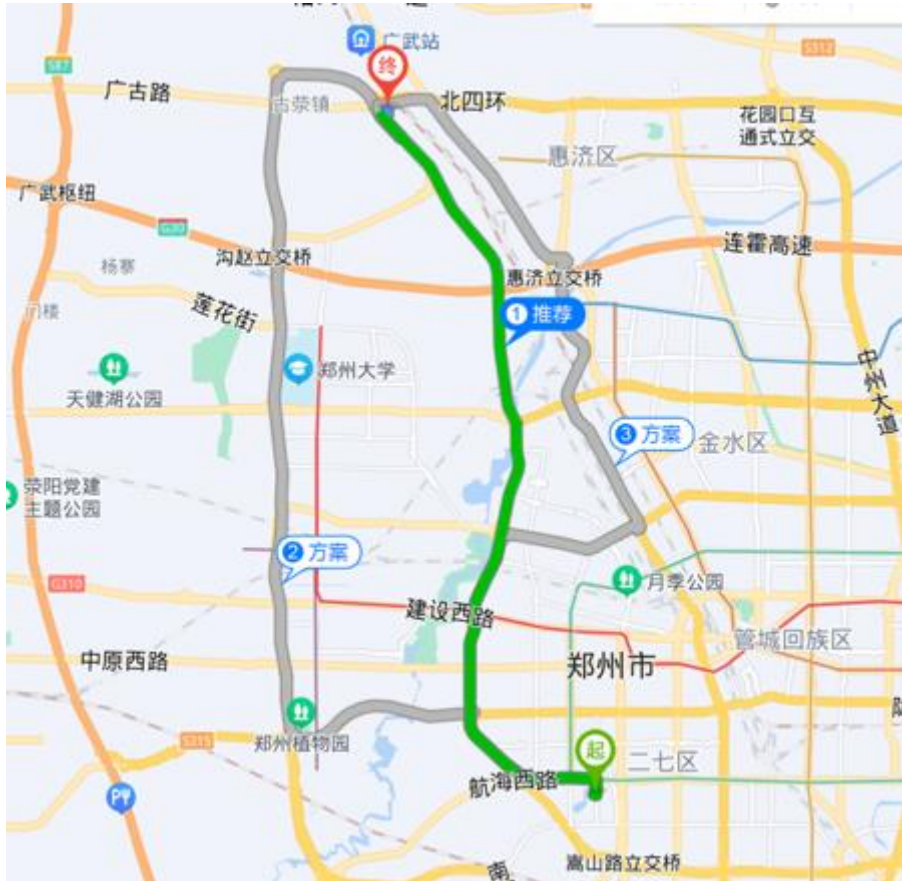 S87
广武站
终
S312
广古路
古荥镇
北四环
花园口互
通式立交
惠济区
广武枢纽
G30
沟赵立交桥
连霍高速
杨寨
惠济立交桥
门楼
莲花街
1 推荐
郑州大学
天健湖公园
中州大道
3 方案
金水区
荥阳党建
主题公园
2 方案
G310
月季公园
建设西路
管城回族区
中原西路
郑州市
陇
S315
郑州植物园
起
二七区
航海西路
P
嵩山路立交桥
南